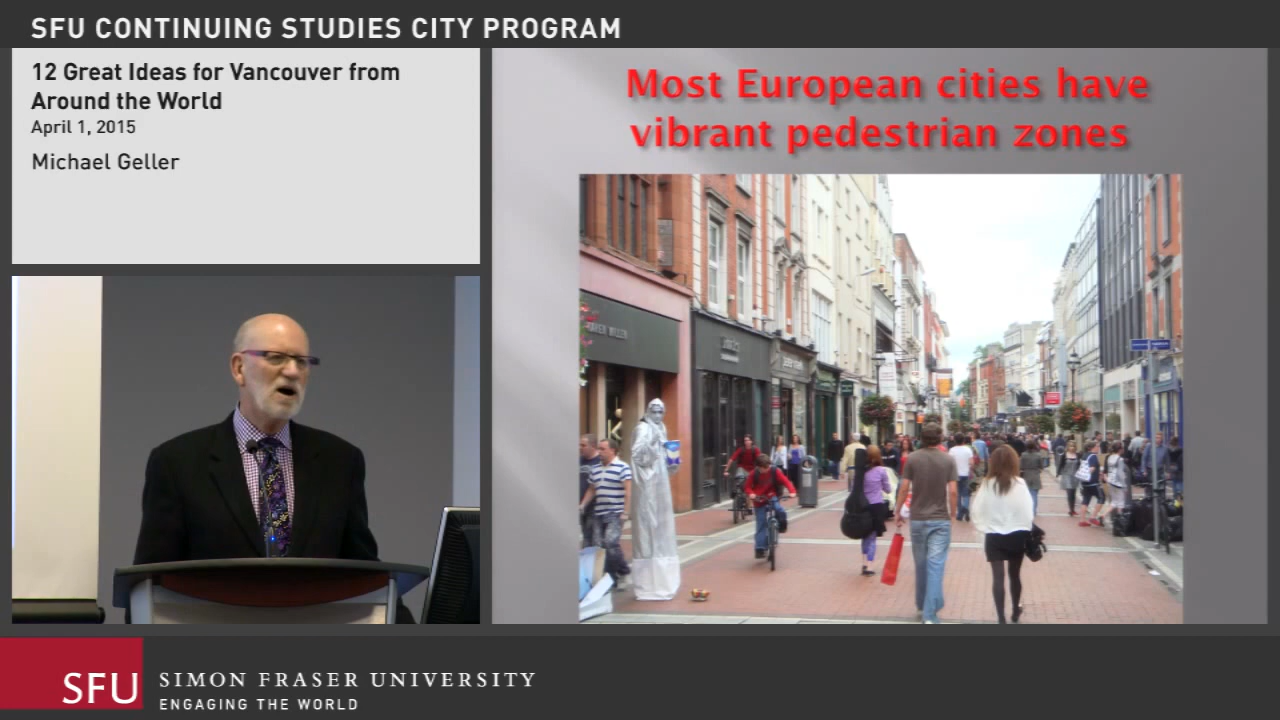 SFU CONTINUING STUDIES CITY PROGRAM
12 Great Ideas for Vancouver from
Around the World
April 1, 2015
Michael Geller
Most European cities have
vibrant pedestrian zones
SFU
SIMON FRASER UNIVERSITY
ENGAGING THE WORLD